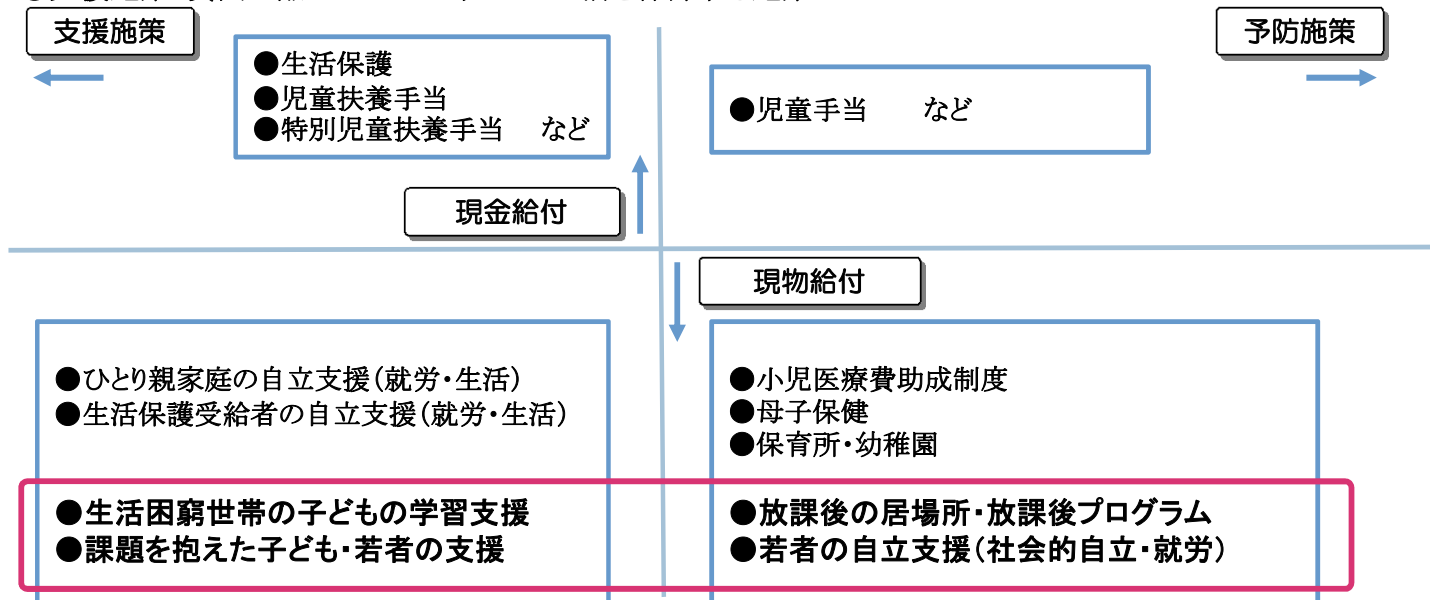 支援施策
予防施策
●生活保護
●児童扶養手当
●特別児童扶養手当 など
●児童手当 など
現金給付
現物給付
●ひとり親家庭の自立支援(就労・生活)
●生活保護受給者の自立支援(就労・生活)
●生活困窮世帯の子どもの学習支援
●課題を抱えた子ども・若者の支援
●小児医療費助成制度
●母子保健
●保育所・幼稚園
●放課後の居場所・放課後プログラム
●若者の自立支援(社会的自立・就労)